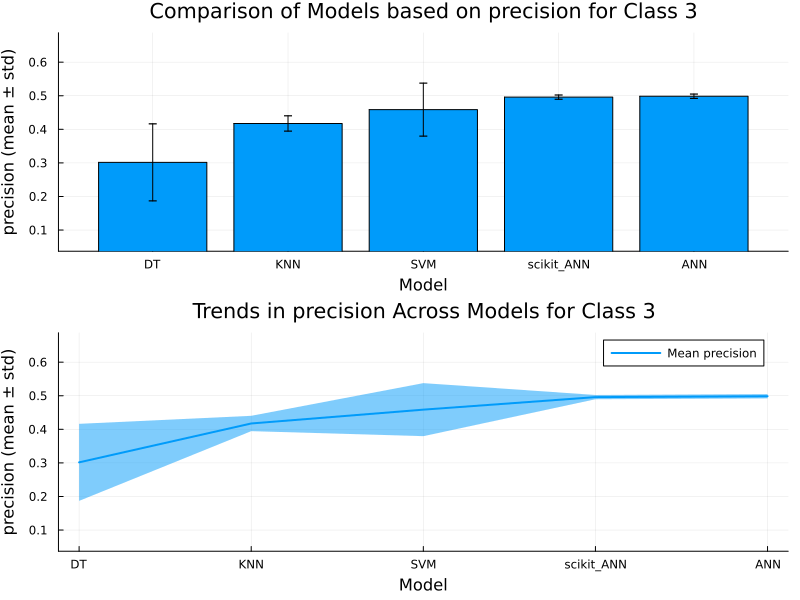 Comparison of Models based on precision for Class 3
precision (mean ± std)
0.6
0.5
0.4
0.3
0.2
0.1
DT KNN SVM scikit_ANN ANN
Model
Trends in precision Across Models for Class 3
precision (mean ± std)
Mean precision
0.6
0.5
0.4
0.3
0.2
0.1
DT KNN SVM scikit_ANN ANN
Model